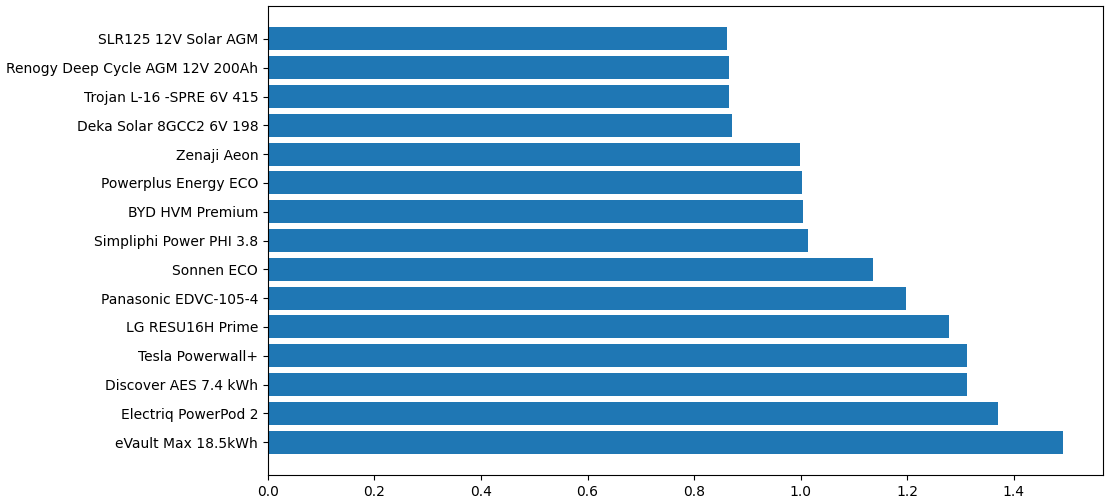 SLR125 12V Solar AGM
Renogy Deep Cycle AGM 12V 200Ah
Trojan L-16 -SPRE 6V 415
Deka Solar 8GCC2 6V 198
Zenaji Aeon
Powerplus Energy ECO
BYD HVM Premium
Simpliphi Power PHI 3.8
Sonnen ECO
Panasonic EDVC-105-4
LG RESU16H Prime
Tesla Powerwall+
Discover AES 7.4 kWh
Electriq PowerPod 2
eVault Max 18.5kWh
0.0 0.2 0.4 0.6 0.8 1.0 1.2 1.4